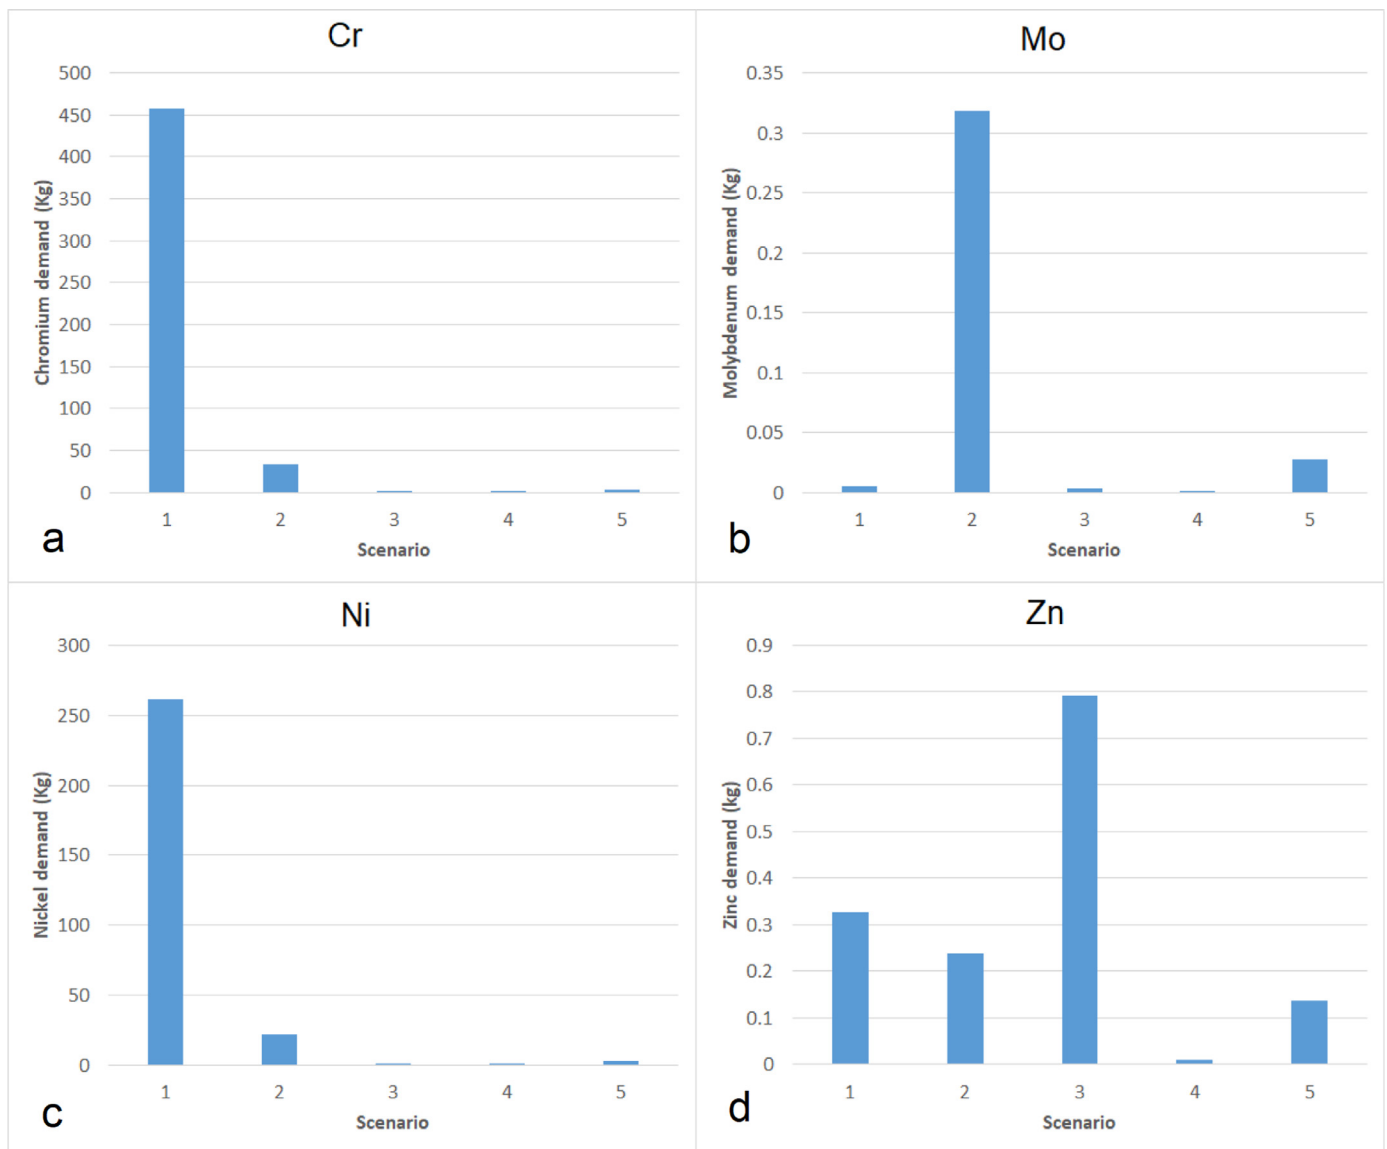 Cr
500
450
400
350
300
250
200
150
100
50
0
Chromium demand (Kg)
1 2 3 4 5
Scenario
a
Mo
0.35
0.3
0.25
0.2
0.15
0.1
0.05
0
Molybdenum demand (Kg)
1 2 3 4 5
Scenario
b
Ni
300
250
200
150
100
50
0
Nickel demand (Kg)
1 2 3 4 5
Scenario
c
Zn
0.9
0.8
0.7
0.6
0.5
0.4
0.3
0.2
0.1
0
Zinc demand (kg)
1 2 3 4 5
Scenario
d